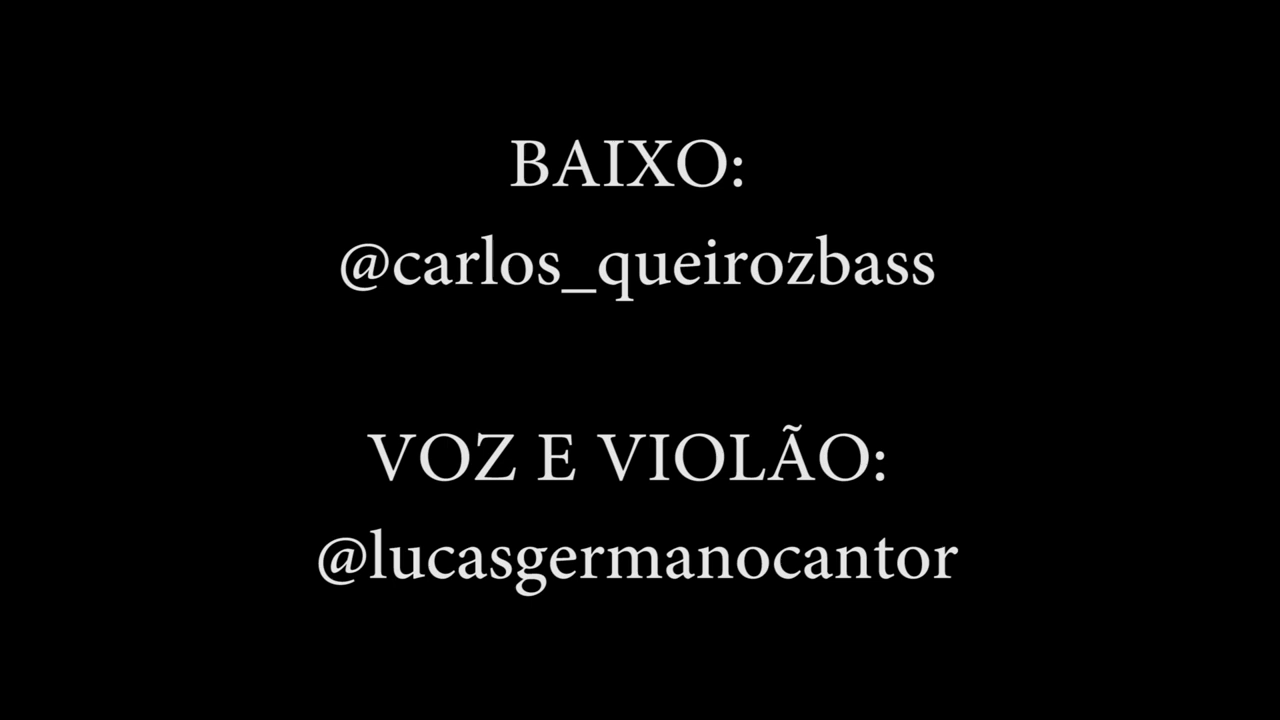 BAIXO:
@carlos_queirozbass
VOZ E VIOLÃO:
@lucasgermanocantor